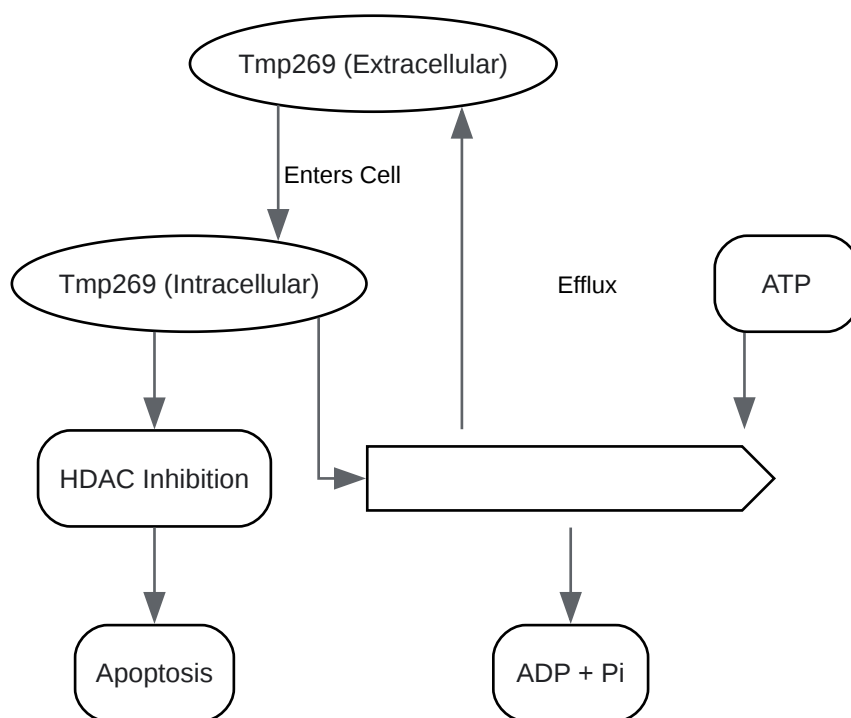 Tmp269 (Extracellular)
Enters Cell
Tmp269 (Intracellular)
Efflux
ATP
HDAC Inhibition
Apoptosis
ADP + Pi